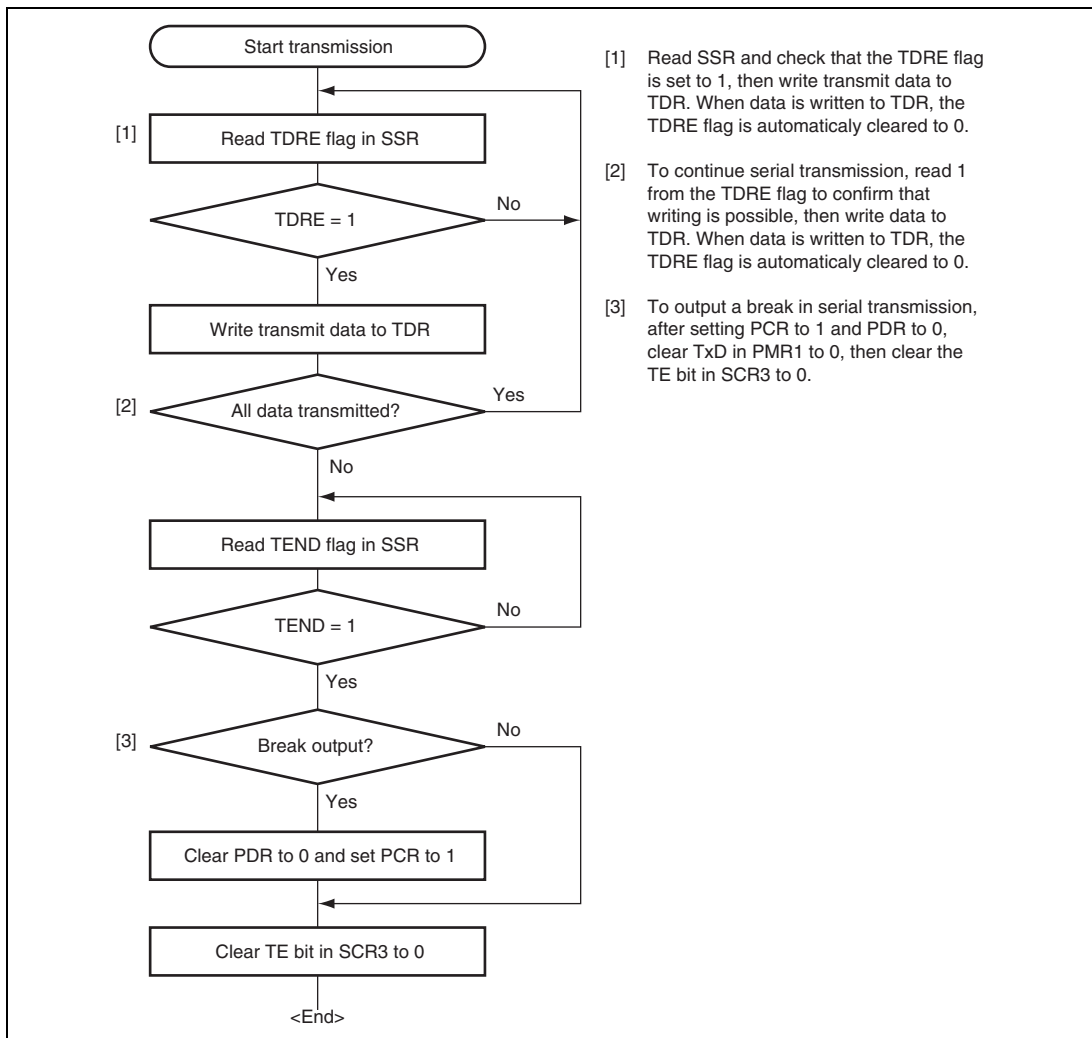 Start transmission
[1]
Read TDRE flag in SSR
TDRE = 1
No
Yes
Write transmit data to TDR
[2]
All data transmitted?
Yes
No
Read TEND flag in SSR
TEND = 1
No
Yes
[3]
Break output?
No
Yes
Clear PDR to 0 and set PCR to 1
Clear TE bit in SCR3 to 0
<End>
[1] Read SSR and check that the TDRE flag
is set to 1, then write transmit data to
TDR. When data is written to TDR, the
TDRE flag is automaticaly cleared to 0.
[2] To continue serial transmission, read 1
from the TDRE flag to confirm that
writing is possible, then write data to
TDR. When data is written to TDR, the
TDRE flag is automaticaly cleared to 0.
[3] To output a break in serial transmission,
after setting PCR to 1 and PDR to 0,
clear TxD in PMR1 to 0, then clear the
TE bit in SCR3 to 0.